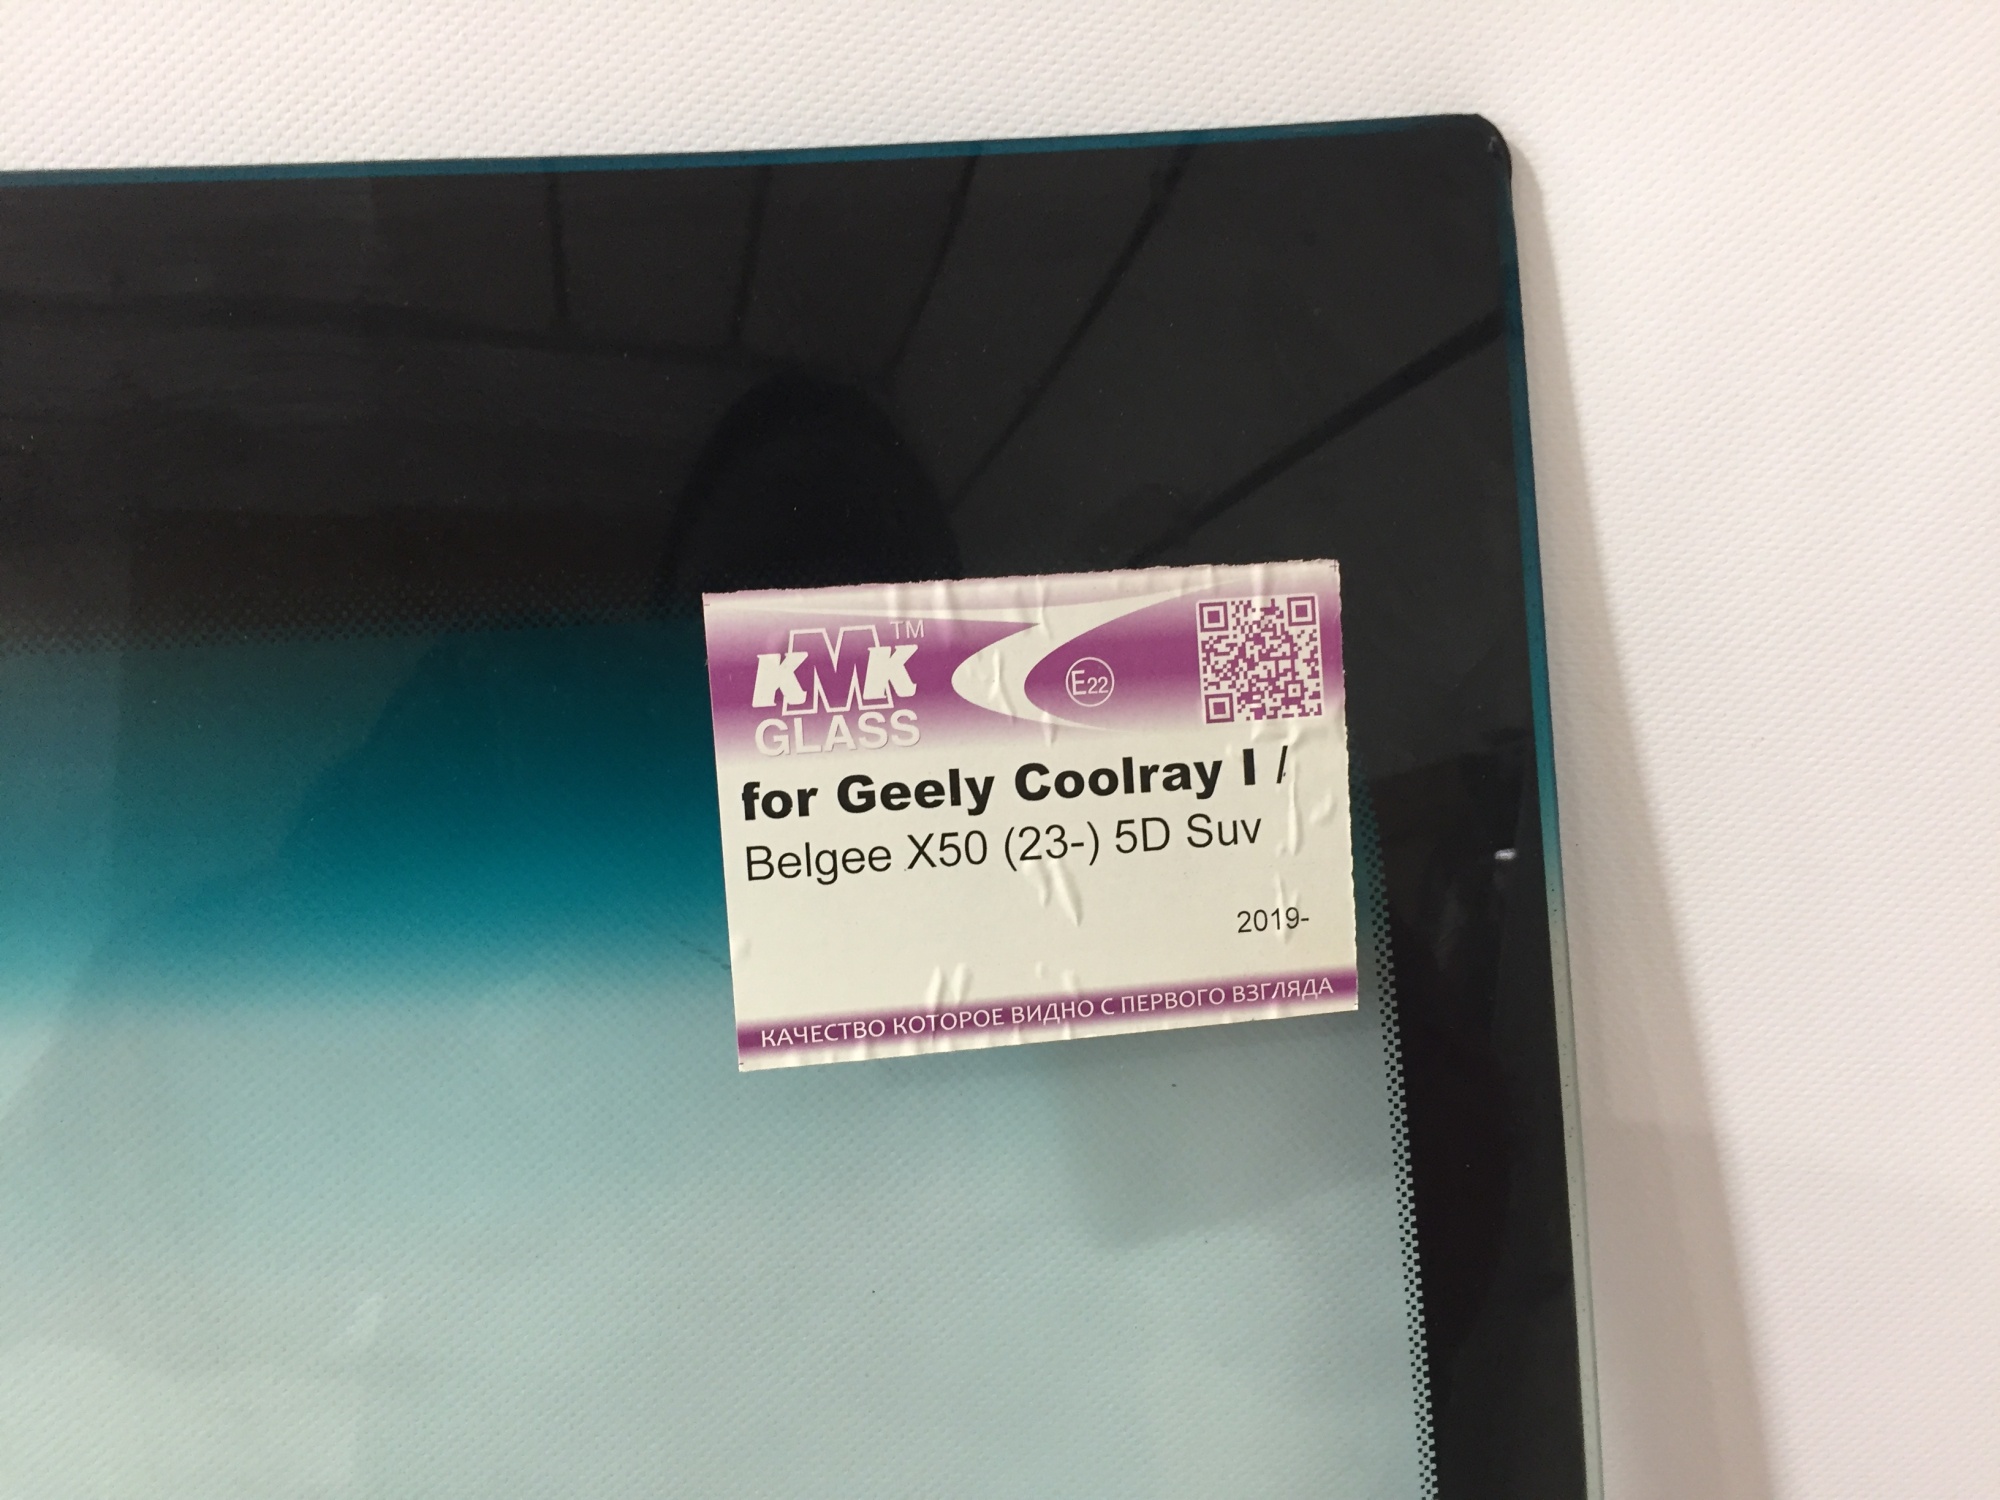 KMK TM
GLASS
E22
for Geely Coolray I /
Belgee X50 (23-) 5D Suv
2019-
КАЧЕСТВО КОТОРОЕ ВИДНО С ПЕРВОГО ВЗГЛЯДА